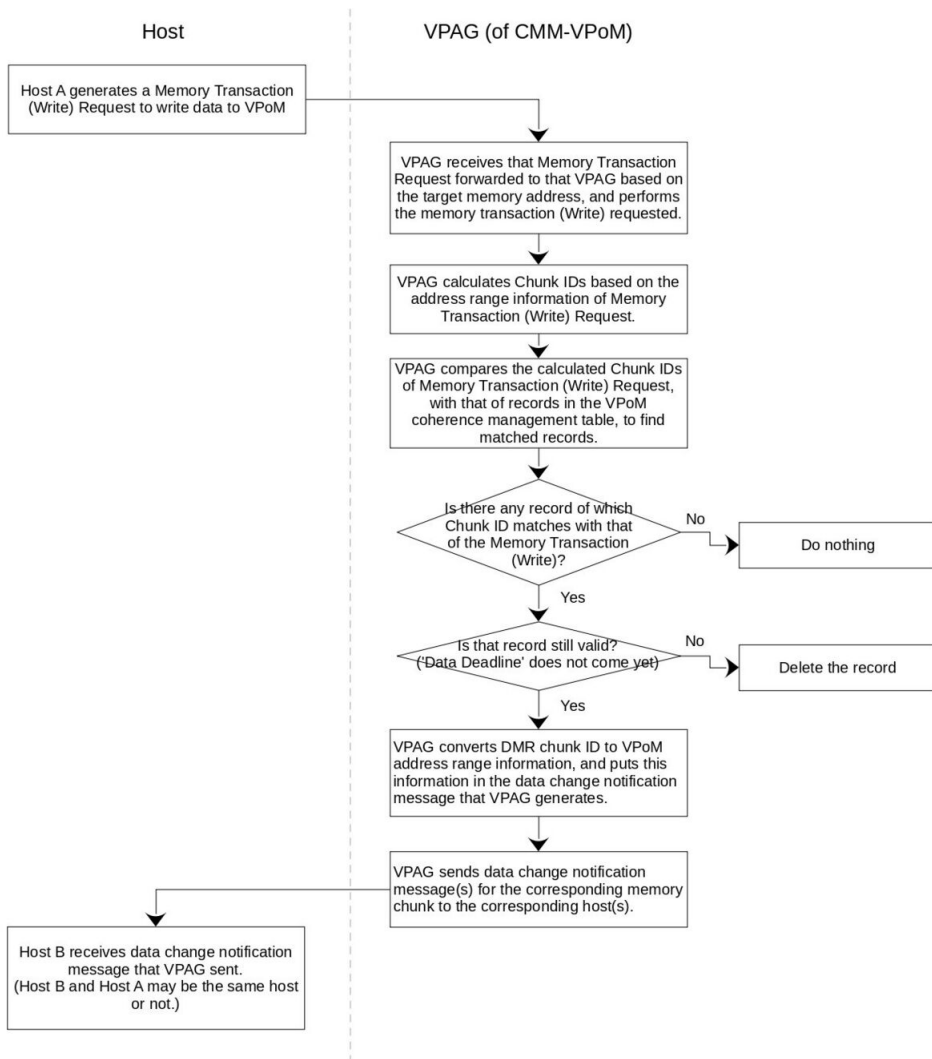 Host
VPAG (of CMM-VPoM)
Host A generates a Memory Transaction
(Write) Request to write data to VPoM
VPAG receives that Memory Transaction
Request forwarded to that VPAG based on
the target memory address, and performs
the memory transaction (Write) requested.
VPAG calculates Chunk IDs based on the
address range information of Memory
Transaction (Write) Request.
VPAG compares the calculated Chunk IDs
of Memory Transaction (Write) Request,
with that of records in the VPoM
coherence management table, to find
matched records.
Is there any record of which
Chunk ID matches with that
of the Memory Transaction
(Write)?
No
Do nothing
Yes
Is that record still valid?
('Data Deadline' does not come yet)
No
Delete the record
Yes
VPAG converts DMR chunk ID to VPoM
address range information, and puts this
information in the data change notification
message that VPAG generates.
VPAG sends data change notification
message(s) for the corresponding memory
chunk to the corresponding host(s).
Host B receives data change notification
message that VPAG sent.
(Host B and Host A may be the same host
or not.)